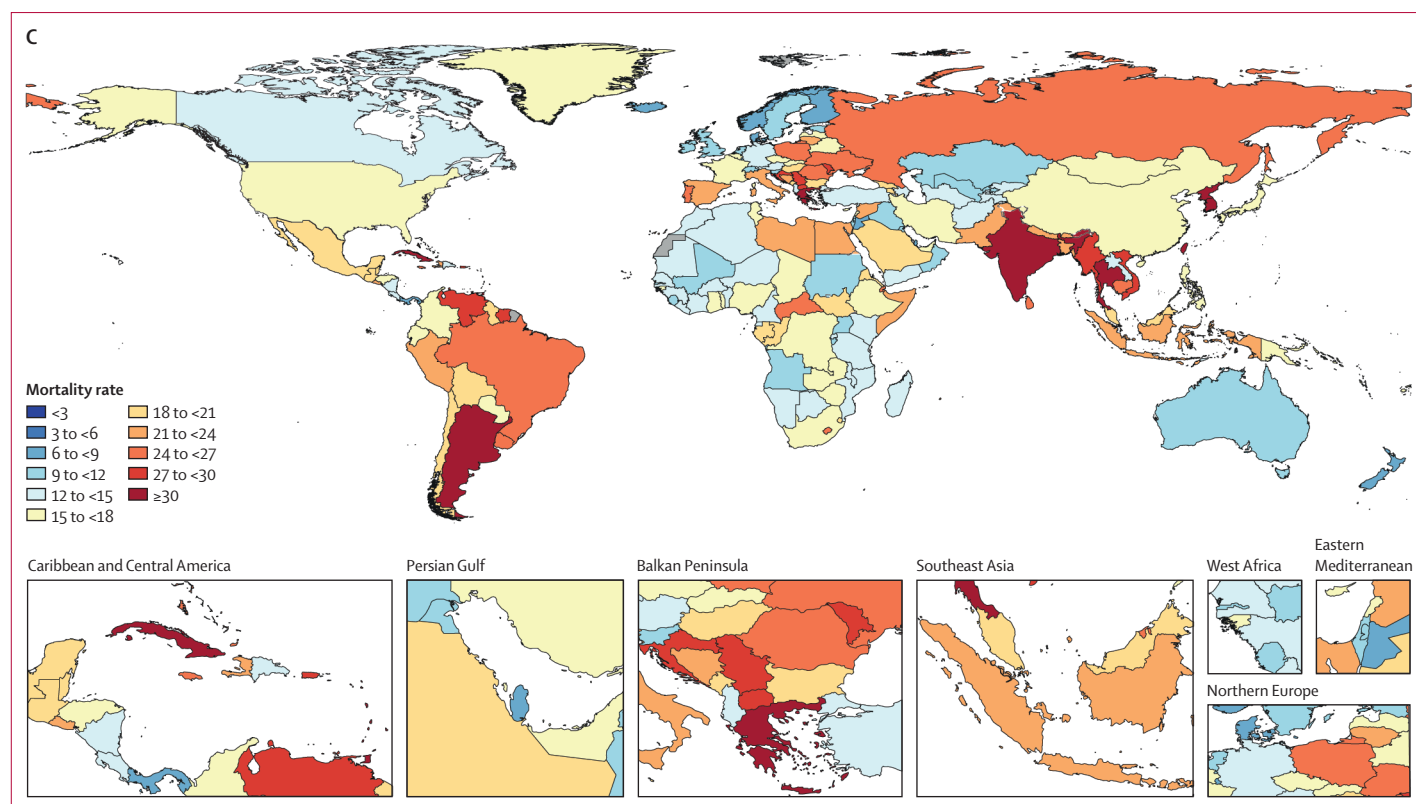 C
Mortality rate
<3
3 to <6
6 to <9
9 to <12
12 to <15
15 to <18
18 to <21
21 to <24
24 to <27
27 to <30
≥30
Caribbean and Central America
Persian Gulf
Balkan Peninsula
Southeast Asia
West Africa
Eastern
Mediterranean
Northern Europe